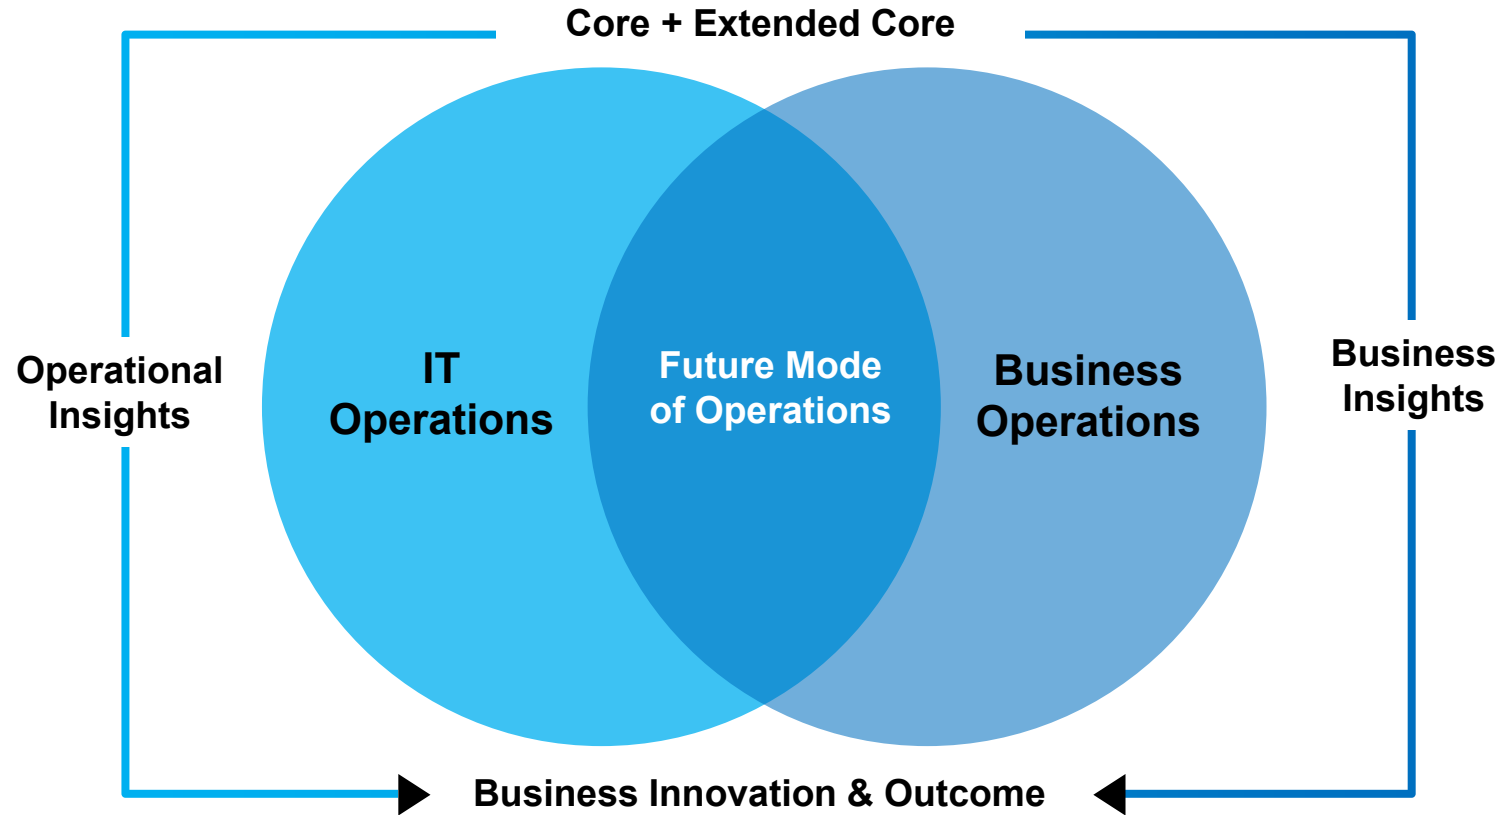 Core + Extended Core
Operational
Insights
IT
Operations
Future Mode
of Operations
Business
Operations
Business
Insights
Business Innovation & Outcome